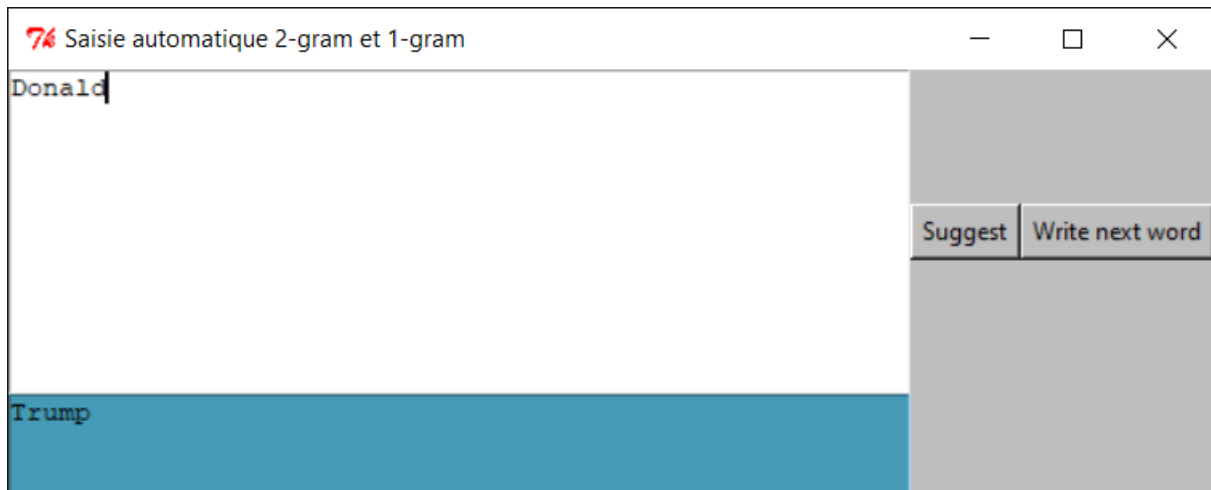 Saisie automatique 2-gram et 1-gram
Donald
Suggest Write next word
Trump